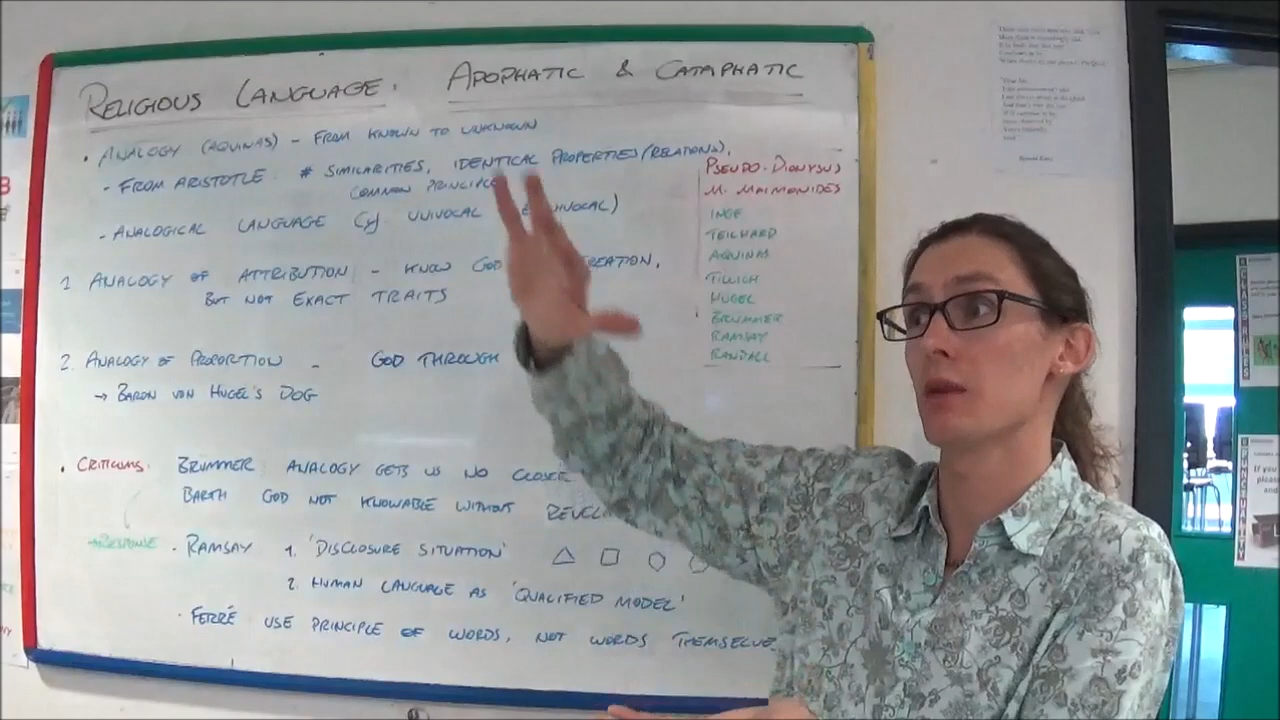 RELIGIOUS LANGUAGE. APOPHATIC & CATAPHATIC
• ANALOGY (AQUINAS) – FROM KNOWN TO UNKNOWN
- FROM ARISTOTLE # SIMILARITIES, IDENTICAL PROPERTIES/(RELATIONS),
COMMON PRINCIPLE
- ANALOGICAL LANGUAGE UNIVOCAL
1 ANALOGY OF ATTRIBUTION – KNOW GOD CREATION,
BUT NOT EXACT TRAITS
2. ANALOGY OF PROPORTION – GOD THROUGH
→ BARON VON HUGEL'S DOG
• CRITICISMS. BRUMMER ANALOGY GETS US NO CLOSER
BARTH GOD NOT KNOWABLE WITHOUT
RESPONSE • RAMSAY 1. 'DISCLOSURE SITUATION'
2. HUMAN LANGUAGE AS 'QUALIFIED MODEL'
• FERRÉ USE PRINCIPLE OF WORDS, NOT WORDS THEMSELVE
PSEUDO-DIONYSUS
M. MAIMONIDES
INGE
TEILHARD
AQUINAS
TILLICH
HUGEL
BRUMMER
RAMSAY
RANDALL